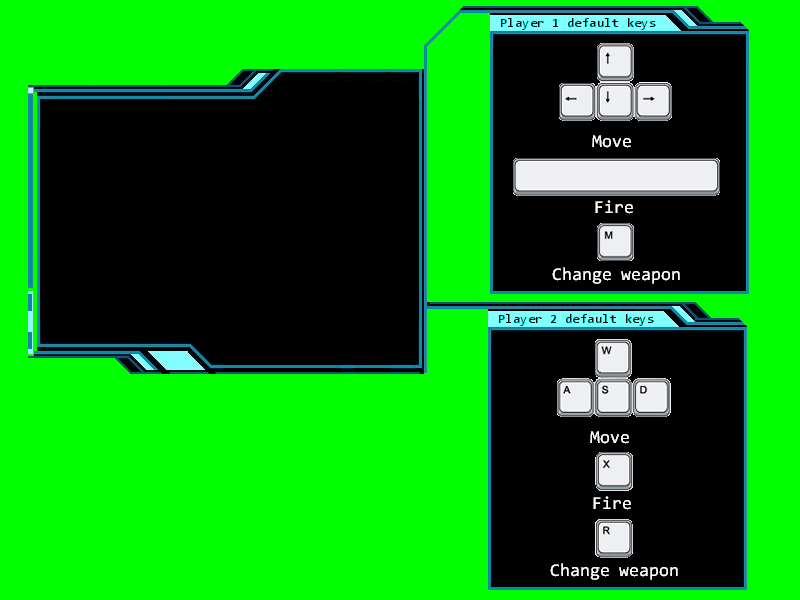 Player 1 default keys
↑
← ↓ →
Move
Fire
M
Change weapon
Player 2 default keys
W
A S D
Move
X
Fire
R
Change weapon